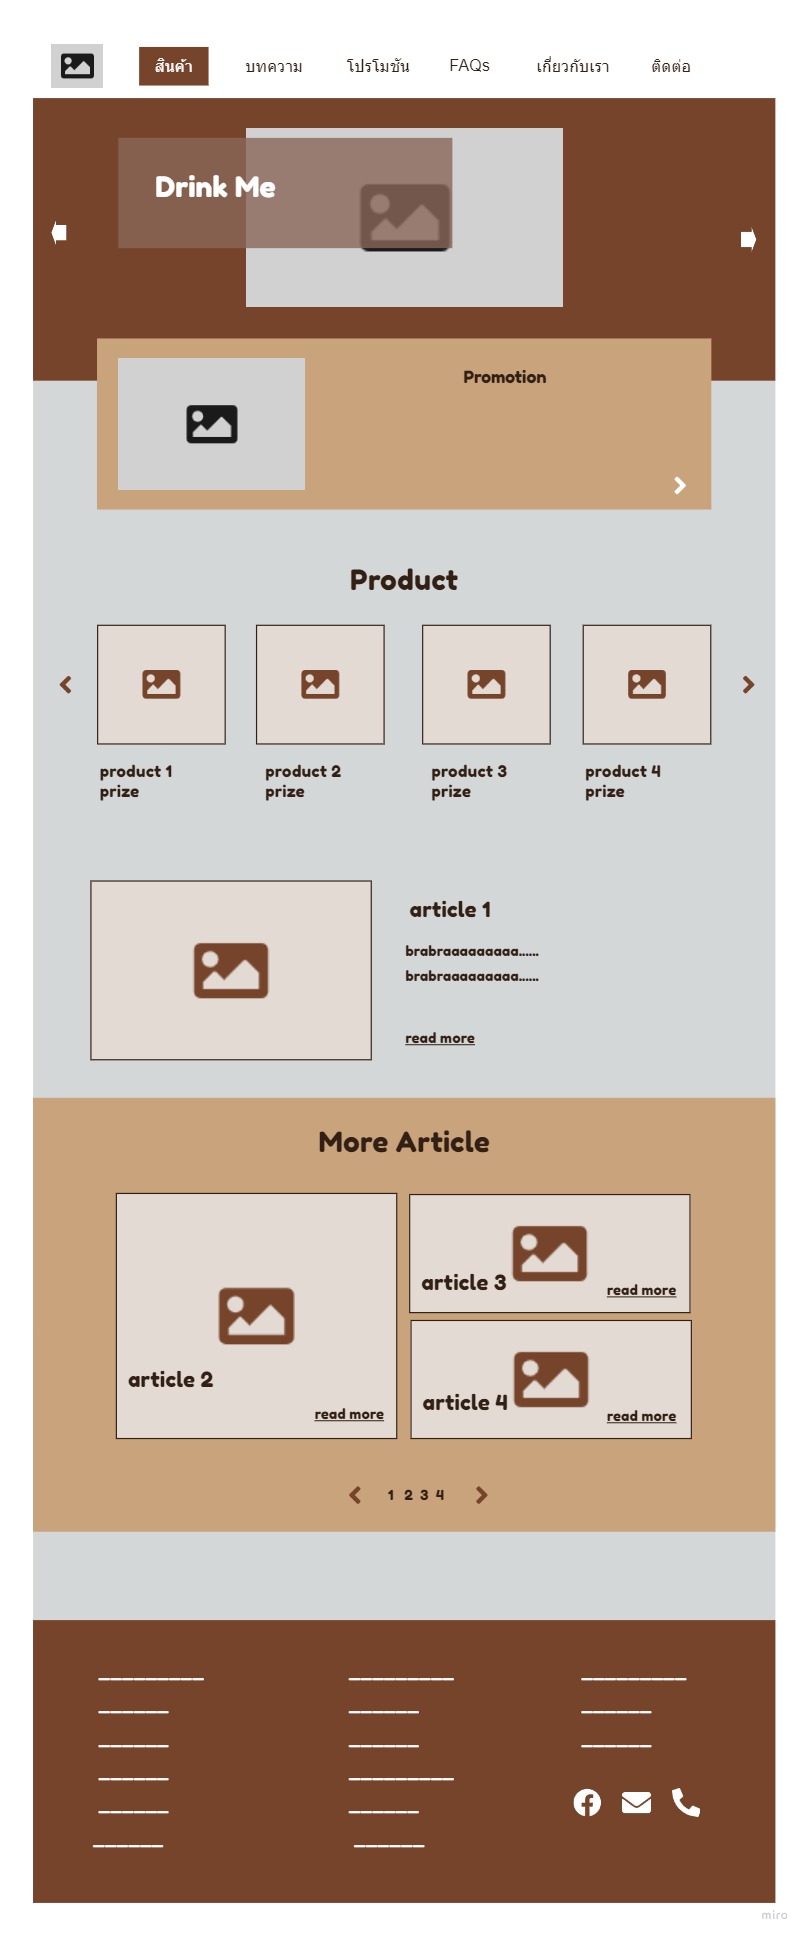 สินค้า บทความ โปรโมชัน FAQs เกี่ยวกับเรา ติดต่อ
Drink Me
Promotion
Product
product 1
prize
product 2
prize
product 3
prize
product 4
prize
article 1
brabraaaaaaaaa......
brabraaaaaaaaa......
read more
More Article
article 2
read more
article 3
read more
article 4
read more
1 2 3 4
miro